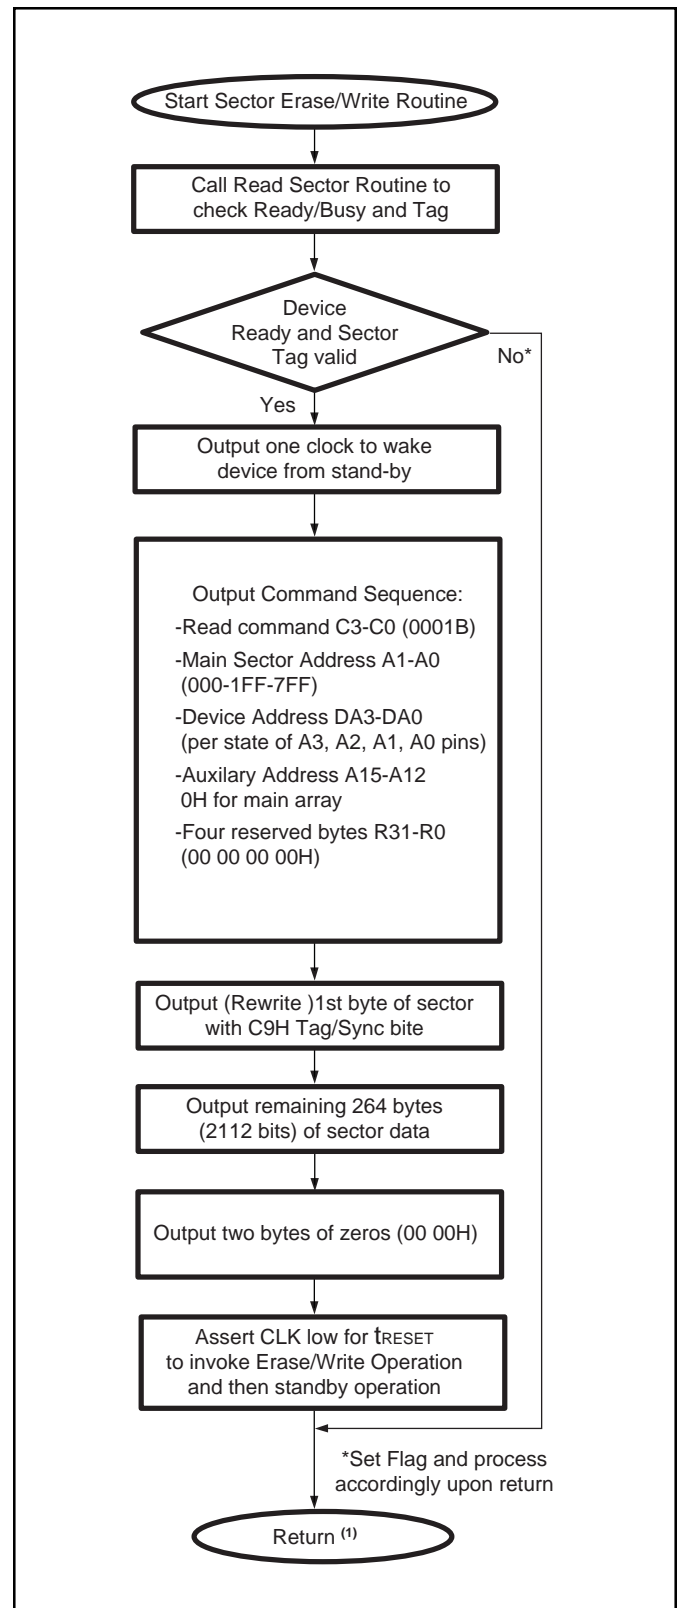 Start Sector Erase/Write Routine
Call Read Sector Routine to
check Ready/Busy and Tag
Device
Ready and Sector
Tag valid
No*
Yes
Output one clock to wake
device from stand-by
Output Command Sequence:
-Read command C3-C0 (0001B)
-Main Sector Address A1-A0
(000-1FF-7FF)
-Device Address DA3-DA0
(per state of A3, A2, A1, A0 pins)
-Auxilary Address A15-A12
0H for main array
-Four reserved bytes R31-R0
(00 00 00 00H)
Output (Rewrite )1st byte of sector
with C9H Tag/Sync bite
Output remaining 264 bytes
(2112 bits) of sector data
Output two bytes of zeros (00 00H)
Assert CLK low for tRESET
to invoke Erase/Write Operation
and then standby operation
*Set Flag and process
accordingly upon return
Return (1)